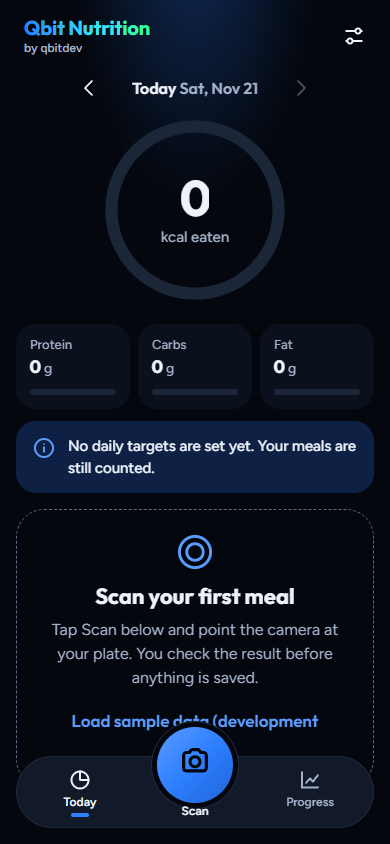 Qbit Nutrition
by qbitdev
Today Sat, Nov 21
0
kcal eaten
Protein
0 g
Carbs
0 g
Fat
0 g
No daily targets are set yet. Your meals are
still counted.
Scan your first meal
Tap Scan below and point the camera at
your plate. You check the result before
anything is saved.
Load sample data (development
Today
Scan
Progress